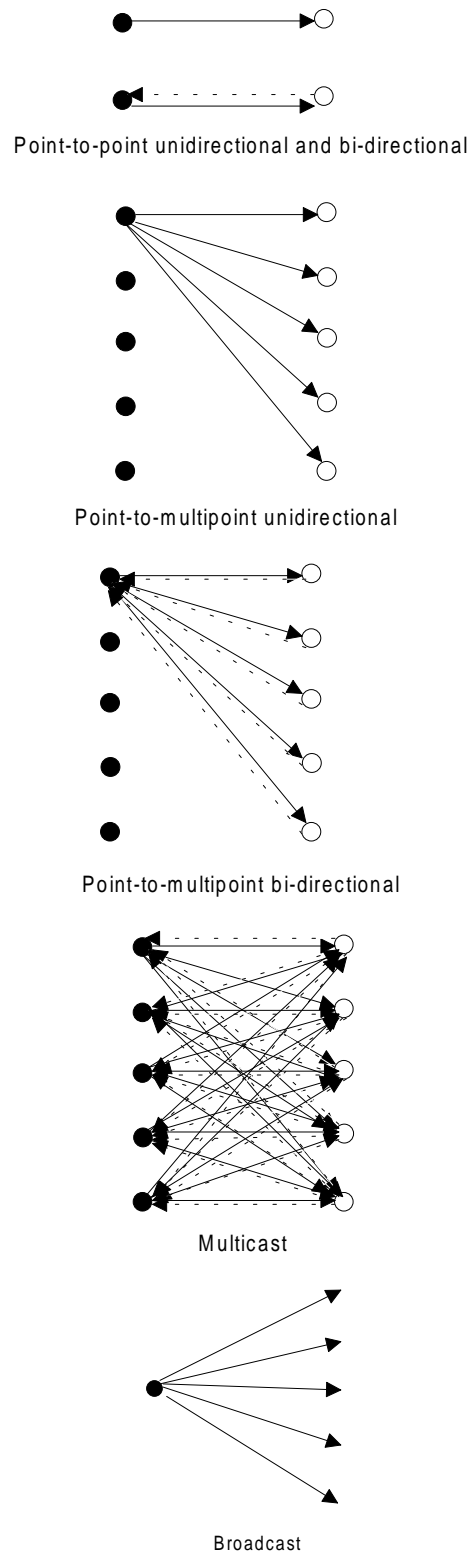 Point-to-point unidirectional and bi-directional
Point-to-multipoint unidirectional
Point-to-multipoint bi-directional
Multicast
Broadcast